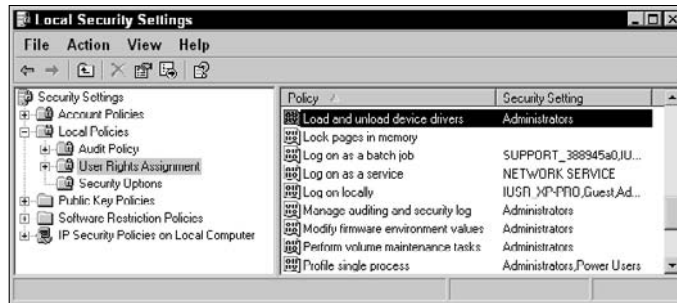 Local Security Settings
File Action View Help
Security Settings
Account Policies
Local Policies
Audit Policy
User Rights Assignment
Security Options
Public Key Policies
Software Restriction Policies
IP Security Policies on Local Computer
Policy Security Setting
Load and unload device drivers Administrators
Lock pages in memory
Log on as a batch job SUPPORT_388945a0,IU...
Log on as a service NETWORK SERVICE
Log on locally IUSR_XP-PRO,Guest,Ad...
Manage auditing and security log Administrators
Modify firmware environment values Administrators
Perform volume maintenance tasks Administrators
Profile single process Administrators,Power Users